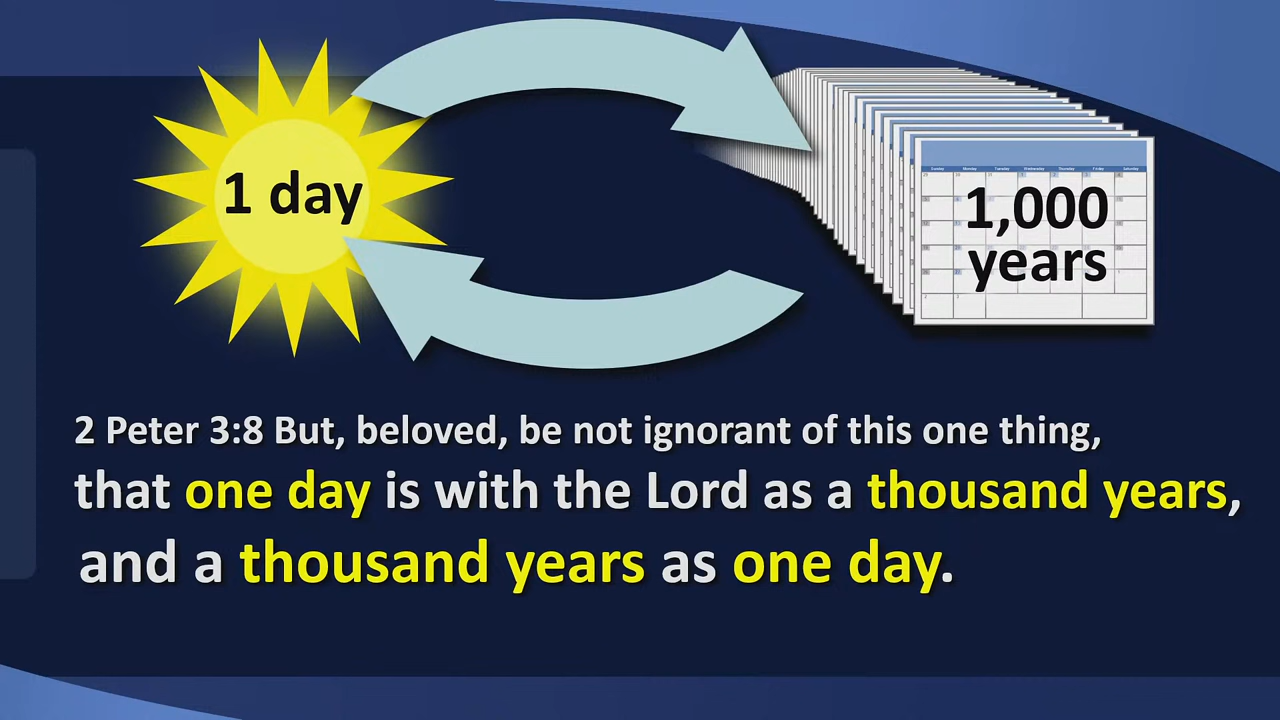 1 day
1,000
years
2 Peter 3:8 But, beloved, be not ignorant of this one thing,
that one day is with the Lord as a thousand years,
and a thousand years as one day.